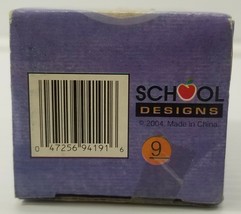 SCHOOL
DESIGNS
© 2004, Made in China.
9
0 47256 94191 6